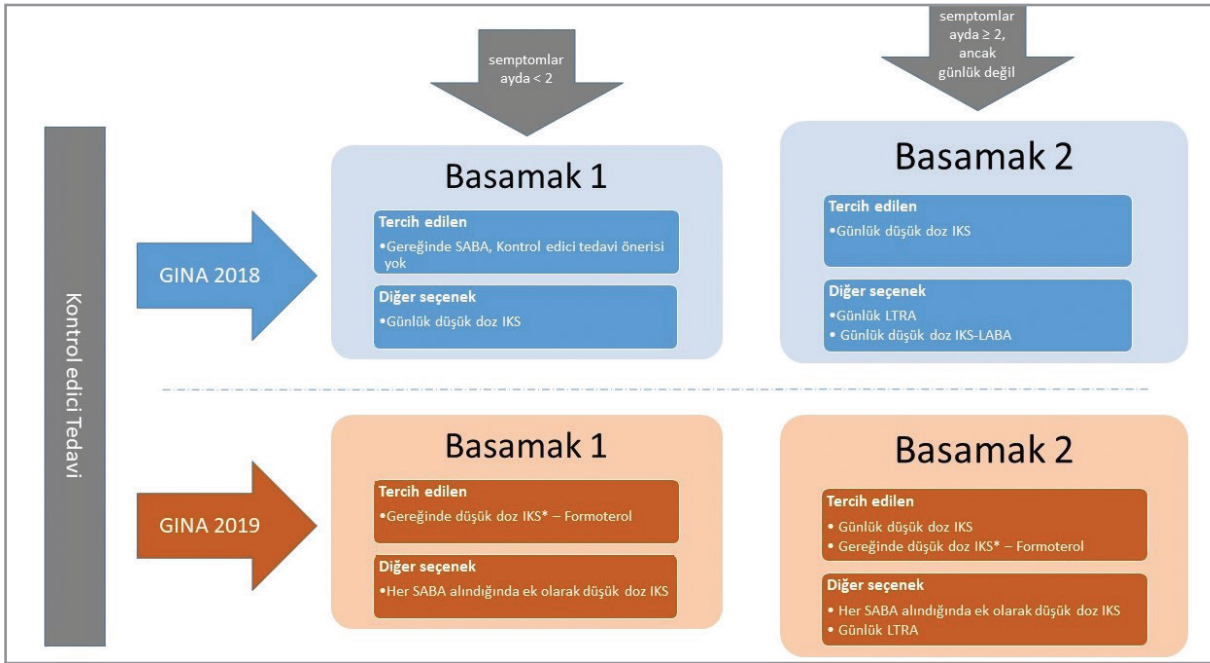 semptomlar
ayda < 2
semptomlar
ayda ≥ 2,
ancak
günlük değil
Kontrol edici Tedavi
GINA 2018
Basamak 1
Tercih edilen
•Gereğinde SABA, Kontrol edici tedavi önerisi
yok
Diğer seçenek
•Günlük düşük doz IKS
Basamak 2
Tercih edilen
•Günlük düşük doz IKS
Diğer seçenek
•Günlük LTRA
• Günlük düşük doz IKS-LABA
GINA 2019
Basamak 1
Tercih edilen
•Gereğinde düşük doz IKS* – Formoterol
Diğer seçenek
•Her SABA alındığında ek olarak düşük doz IKS
Basamak 2
Tercih edilen
• Günlük düşük doz IKS
• Gereğinde düşük doz IKS* – Formoterol
Diğer seçenek
• Her SABA alındığında ek olarak düşük doz IKS
• Günlük LTRA